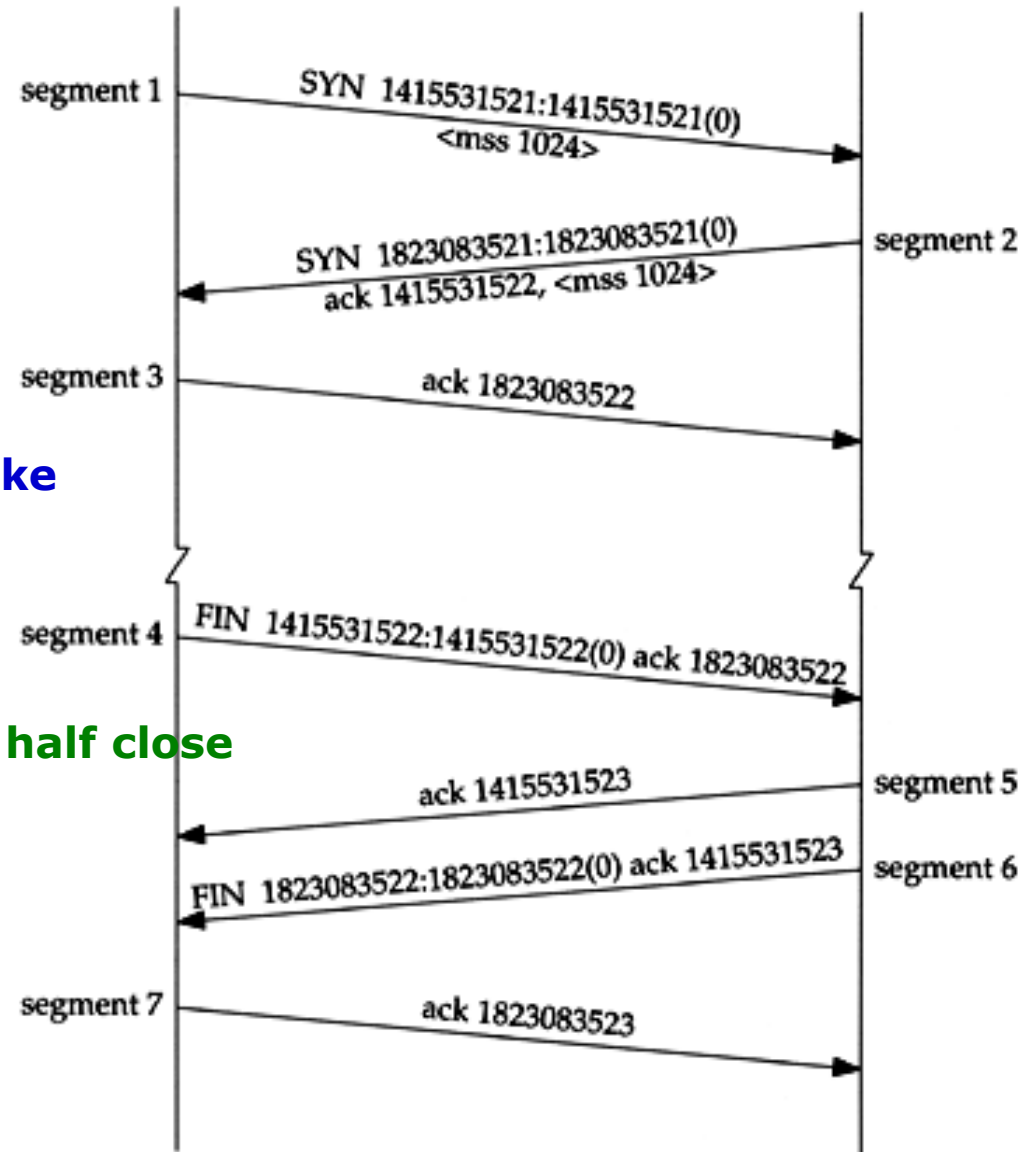 segment 1
SYN 1415531521:1415531521(0)
<mss 1024>
SYN 1823083521:1823083521(0)
segment 2
ack 1415531522, <mss 1024>
segment 3
ack 1823083522
ke
FIN 1415531522:1415531522(0) ack 1823083522
segment 4
half close
ack 1415531523
segment 5
FIN 1823083522:1823083522(0) ack 1415531523
segment 6
segment 7
ack 1823083523